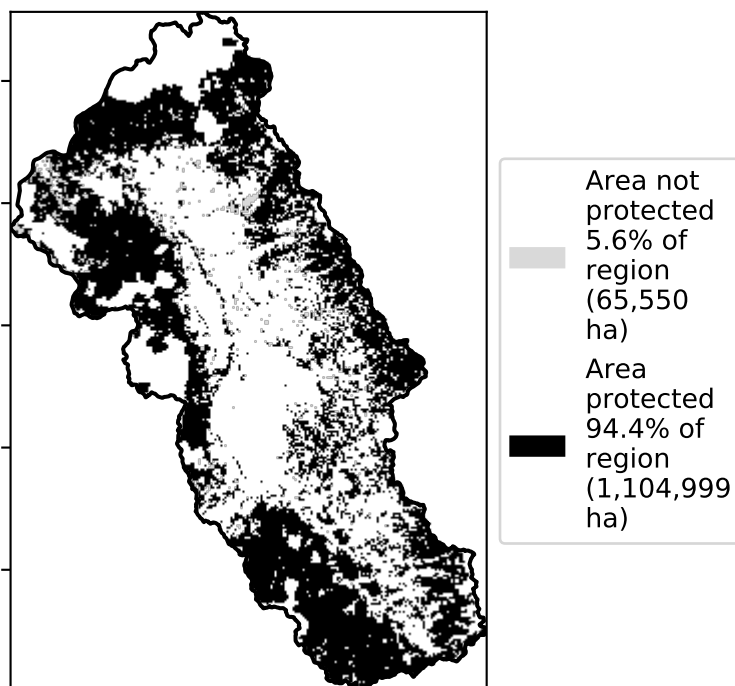 Area not
protected
5.6% of
region
(65,550
ha)
Area
protected
94.4% of
region
(1,104,999
ha)